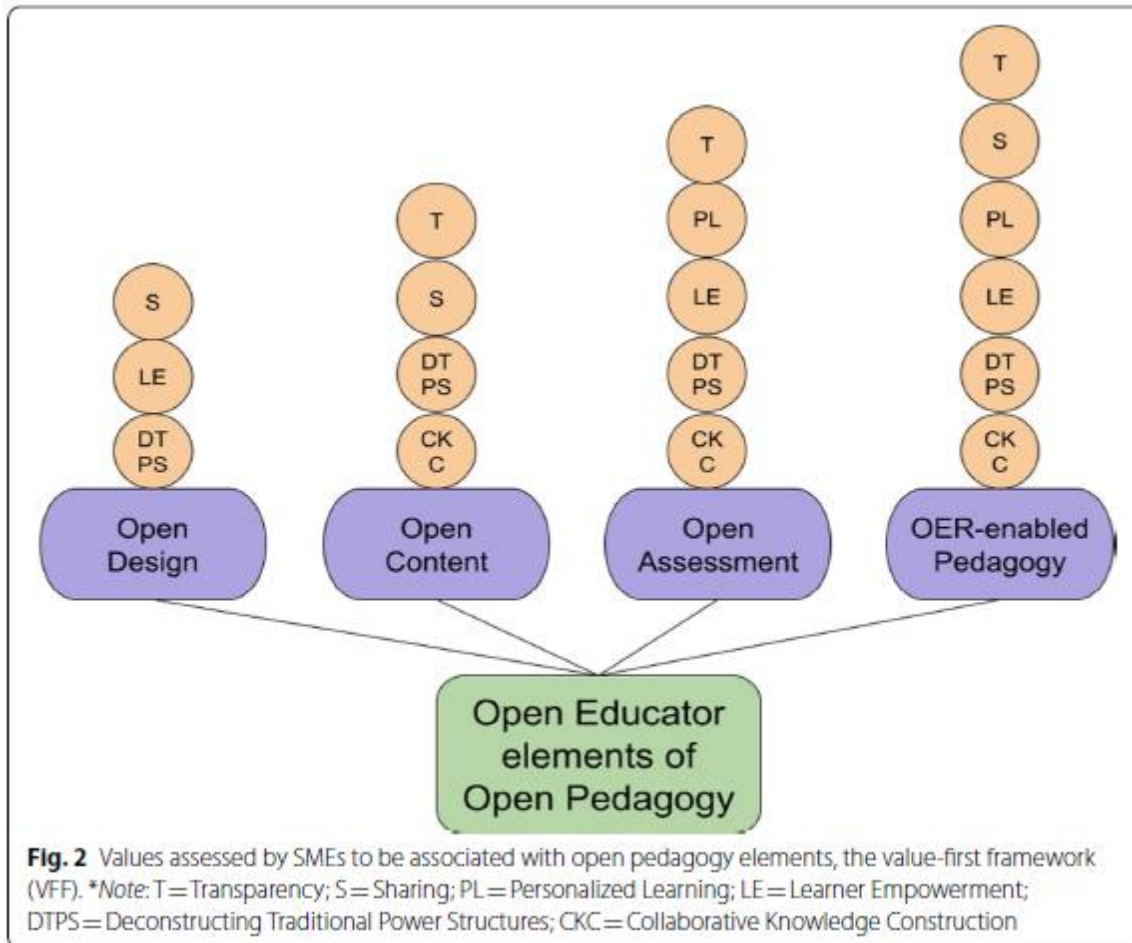 T
S
PL
LE
DT
PS
CK
C
OER-enabled
Pedagogy
T
PL
LE
DT
PS
CK
C
Open
Assessment
T
S
DT
PS
CK
C
Open
Content
S
LE
DT
PS
Open
Design
Open Educator
elements of
Open Pedagogy
Fig. 2 Values assessed by SMEs to be associated with open pedagogy elements, the value-first framework
(VFF). *Note: T = Transparency; S = Sharing; PL = Personalized Learning; LE = Learner Empowerment;
DTPS = Deconstructing Traditional Power Structures; CKC = Collaborative Knowledge Construction